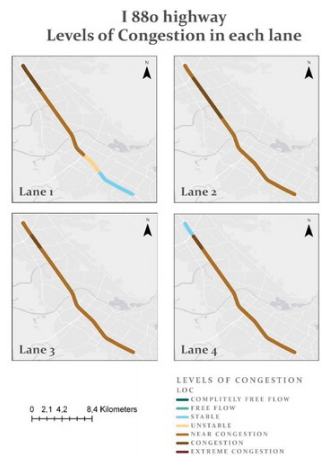 I 880 highway
Levels of Congestion in each lane
N
N
Lane 1
Lane 2
N
N
Lane 3
Lane 4
LEVELS OF CONGESTION
LOC
COMPLITELY FREE FLOW
FREE FLOW
STABLE
UNSTABLE
NEAR CONGESTION
CONGESTION
EXTREME CONGESTION
0 2,1 4,2 8,4 Kilometers